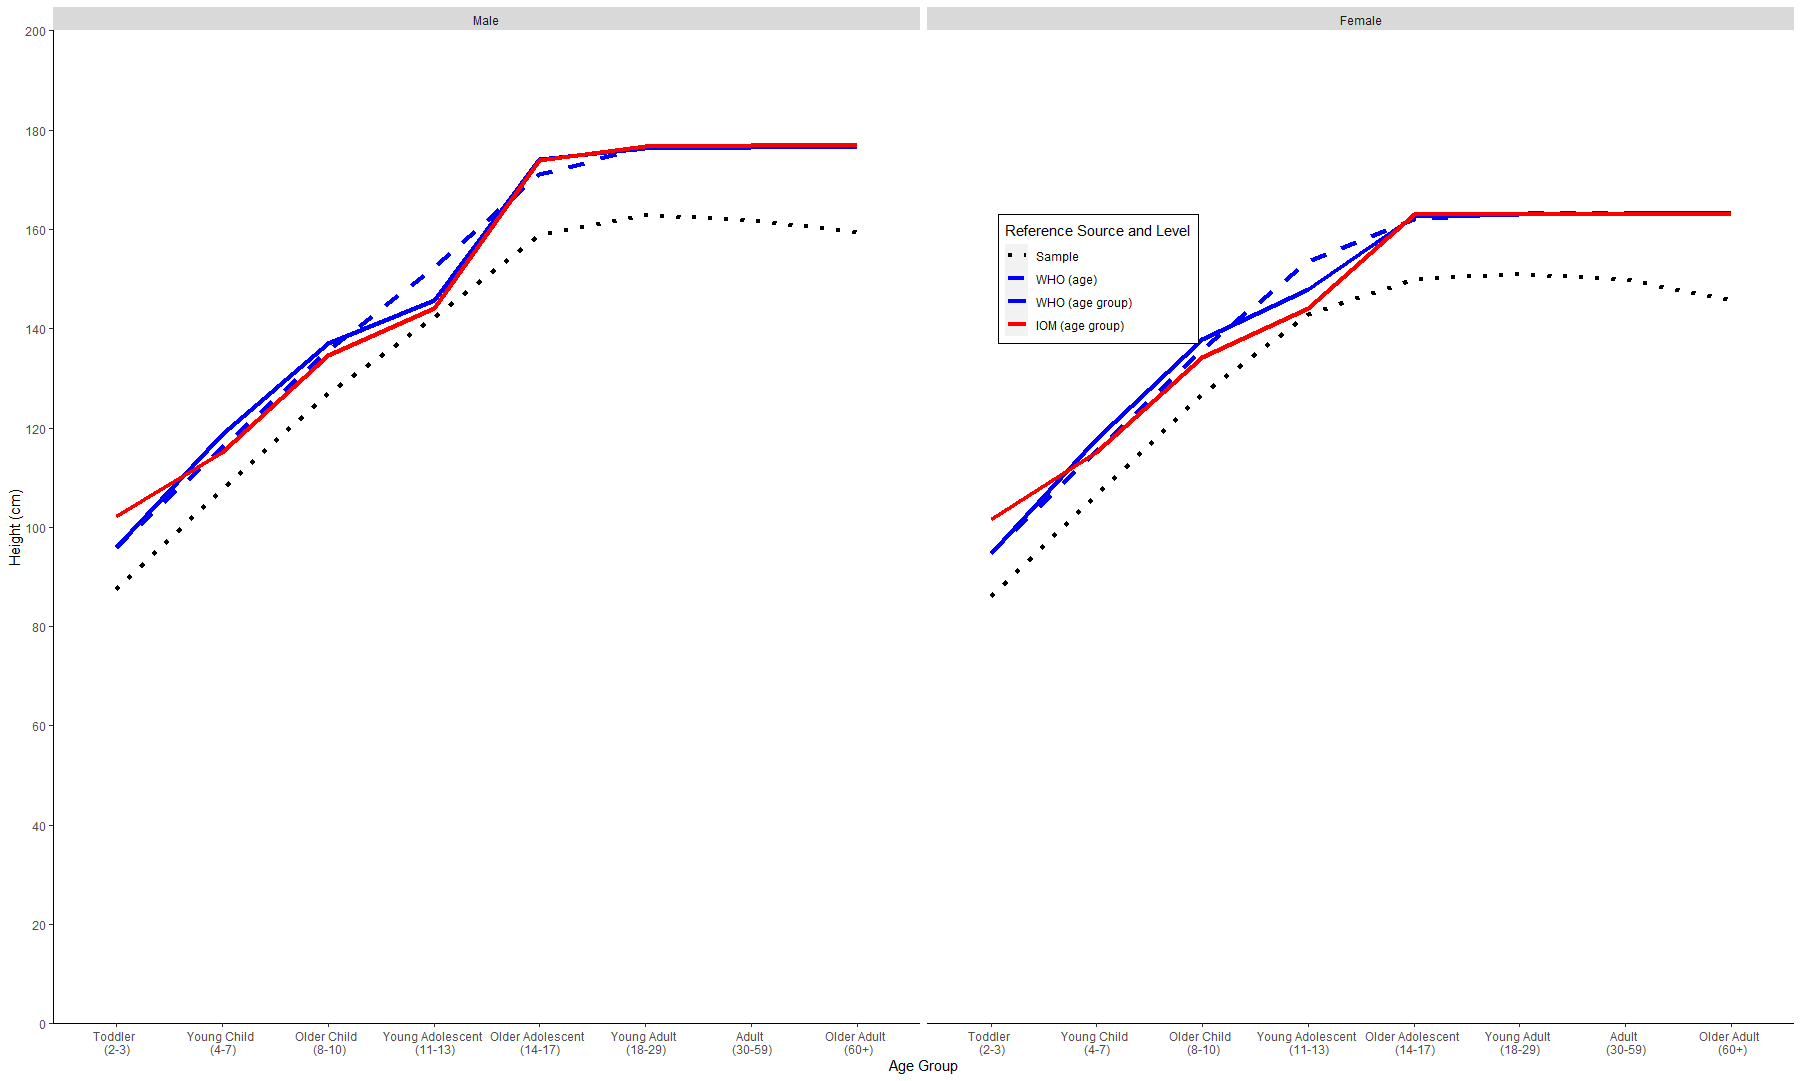 Male
Female
200
180
160
140
120
100
80
60
40
20
0
Height (cm)
Reference Source and Level
Sample
WHO (age)
WHO (age group)
IOM (age group)
Toddler
(2-3)
Young Child
(4-7)
Older Child
(8-10)
Young Adolescent
(11-13)
Older Adolescent
(14-17)
Young Adult
(18-29)
Adult
(30-59)
Older Adult
(60+)
Toddler
(2-3)
Young Child
(4-7)
Older Child
(8-10)
Young Adolescent
(11-13)
Older Adolescent
(14-17)
Young Adult
(18-29)
Adult
(30-59)
Older Adult
(60+)
Age Group